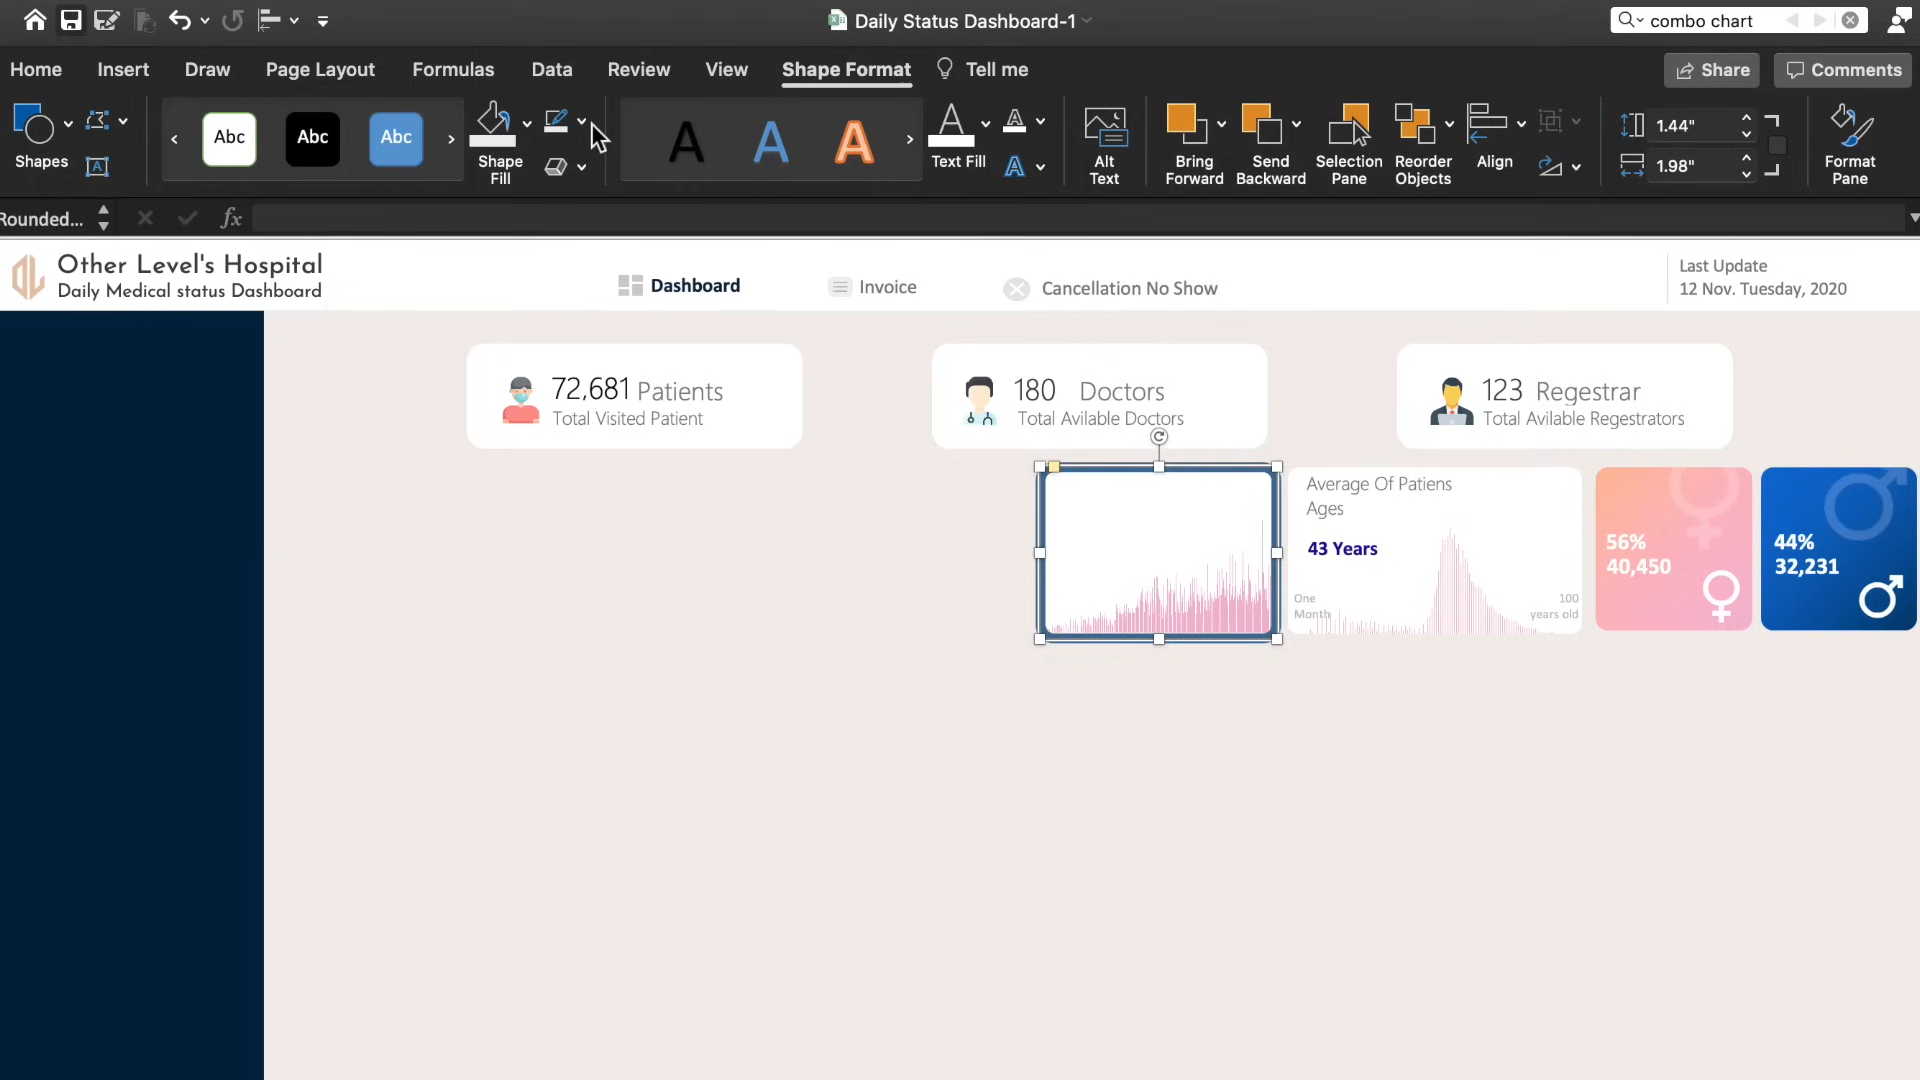 Daily Status Dashboard-1
combo chart
Home
Insert
Draw
Page Layout
Formulas
Data
Review
View
Shape Format
Tell me
Share
Comments
Shapes
Abc
Abc
Abc
Shape
Fill
A
A
A
A
Text Fill
A
A
Alt
Text
Bring
Forward
Send
Backward
Selection
Pane
Reorder
Objects
Align
1.44"
1.98"
Format
Pane
Rounded...
fx
Other Level's Hospital
Daily Medical status Dashboard
Dashboard
Invoice
Cancellation No Show
Last Update
12 Nov. Tuesday, 2020
72,681 Patients
Total Visited Patient
180 Doctors
Total Avilable Doctors
123 Regestrar
Total Avilable Regestrators
Average Of Patiens
Ages
43 Years
One
Month
100
years old
56%
40,450
44%
32,231